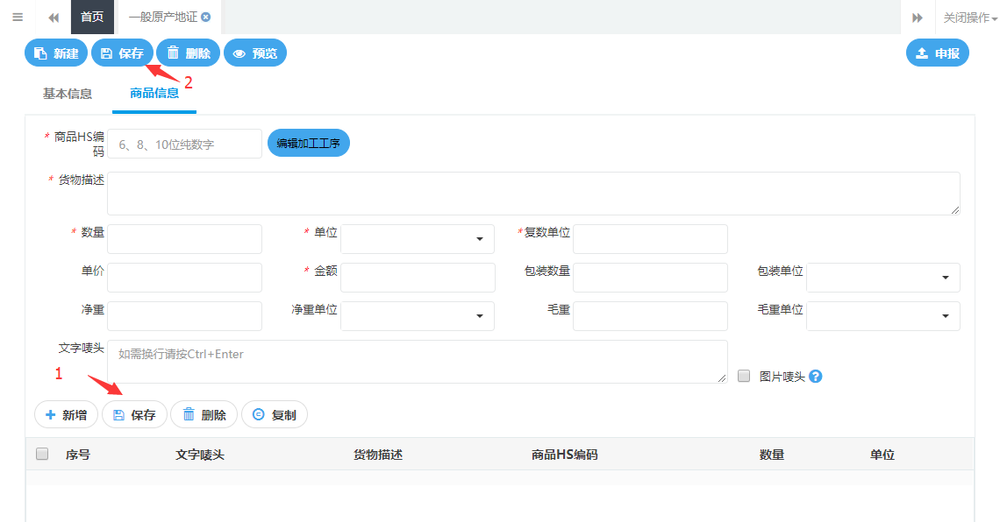 首页 一般原产地证 关闭操作
新建 保存 删除 预览 申报
2
基本信息 商品信息
* 商品HS编码 6、8、10位纯数字 编辑加工工序
* 货物描述
* 数量 * 单位 *复数单位
单价 * 金额 包装数量 包装单位
净重 净重单位 毛重 毛重单位
文字唛头 如需换行请按Ctrl+Enter
1 图片唛头 ?
新增 保存 删除 复制
序号 文字唛头 货物描述 商品HS编码 数量 单位